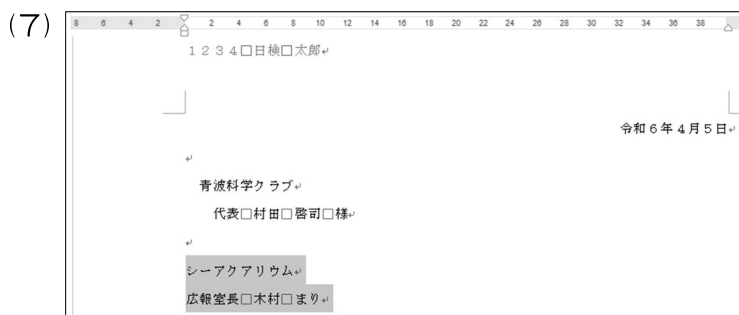 (7)
8 6 4 2 2 4 6 8 10 12 14 16 18 20 22 24 26 28 30 32 34 36 38
１２３４□日検□太郎↵
令和６年４月５日↵
↵
青波科学クラブ↵
代表□村田□啓司□様↵
↵
シーアクアリウム↵
広報室長□木村□まり↵